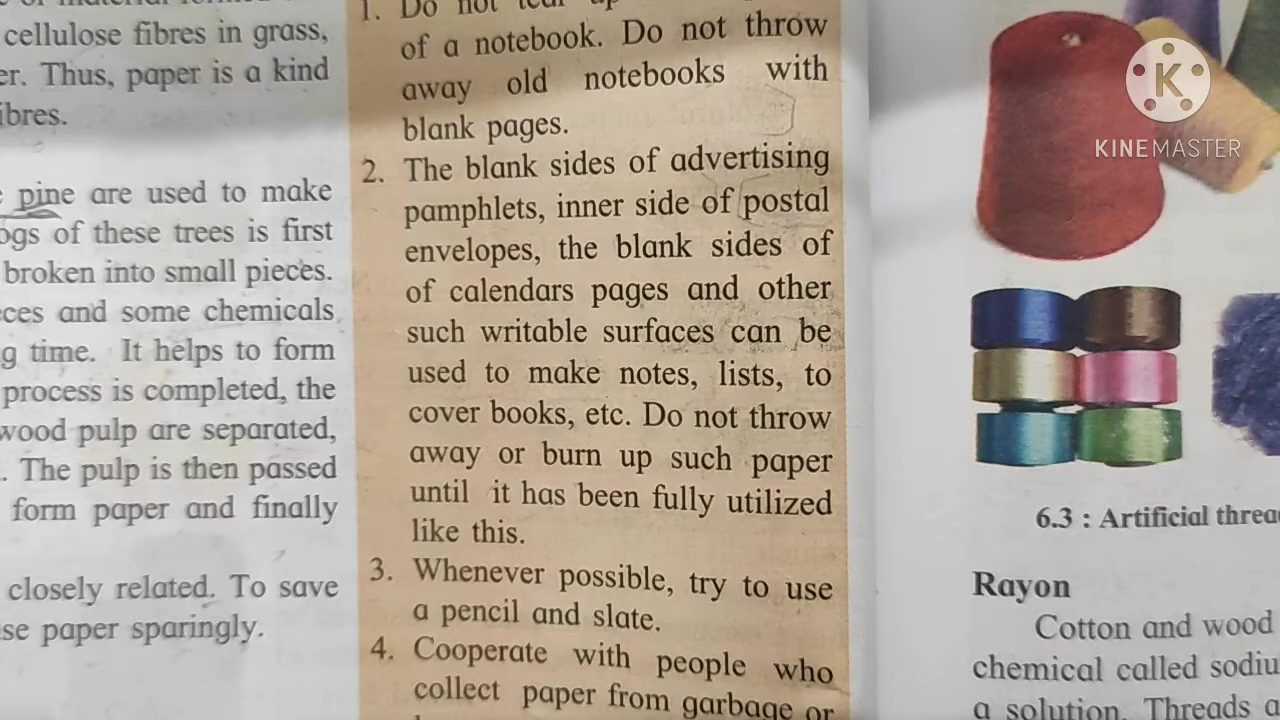 cellulose fibres in grass,
Thus, paper is a kind
pine are used to make
of these trees is first
broken into small pieces.
and some chemicals
time. It helps to form
process is completed, the
wood pulp are separated,
The pulp is then passed
form paper and finally
closely related. To save
paper sparingly.
1. Do not
of a notebook. Do not throw
away old notebooks with
blank pages.
2. The blank sides of advertising
pamphlets, inner side of postal
envelopes, the blank sides of
of calendars pages and other
such writable surfaces can be
used to make notes, lists, to
cover books, etc. Do not throw
away or burn up such paper
until it has been fully utilized
like this.
3. Whenever possible, try to use
a pencil and slate.
4. Cooperate with people who
collect paper from garbage or
K
KINEMASTER
6.3 : Artificial
Rayon
Cotton and wood
chemical called
a solution. Threads